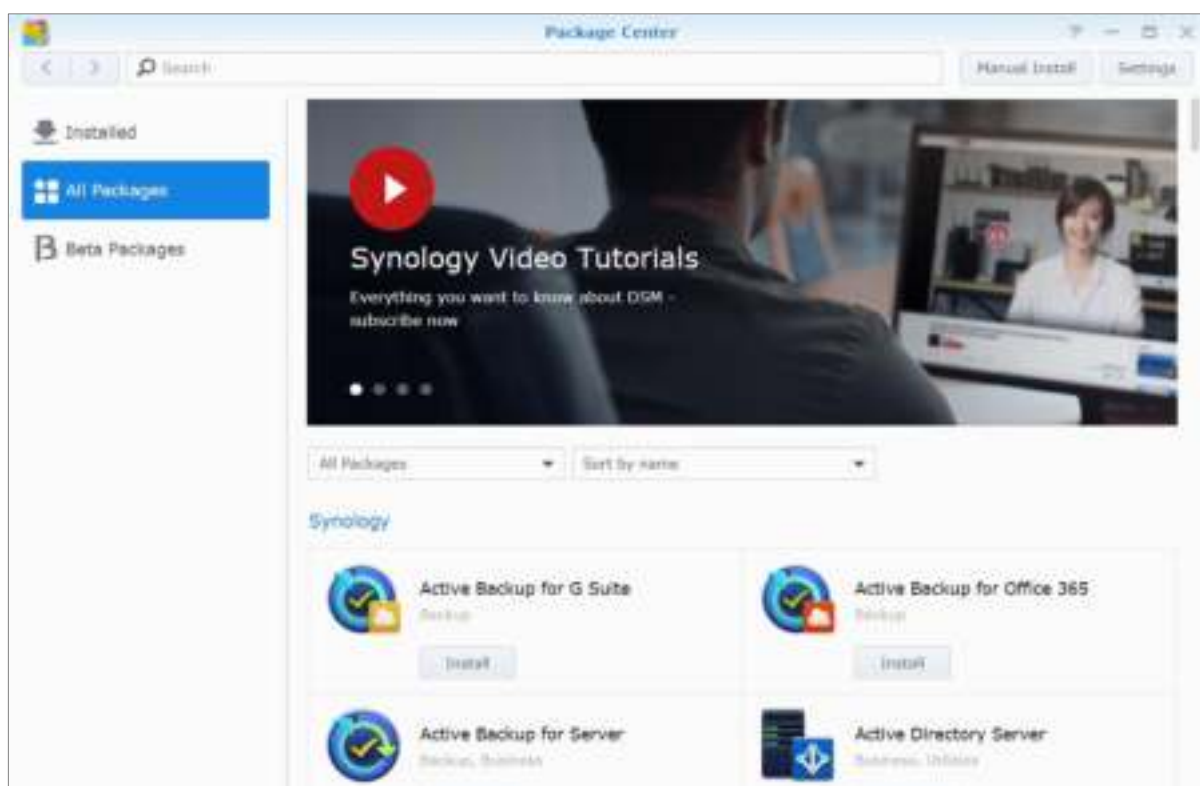 Package Center
Search
Manual Install
Settings
Installed
All Packages
Beta Packages
Synology Video Tutorials
Everything you want to know about DSM -
subscribe now
All Packages
Sort by name
Synology
Active Backup for G Suite
Backup
Install
Active Backup for Office 365
Backup
Install
Active Backup for Server
Backup, Business
Active Directory Server
Business, Utilities